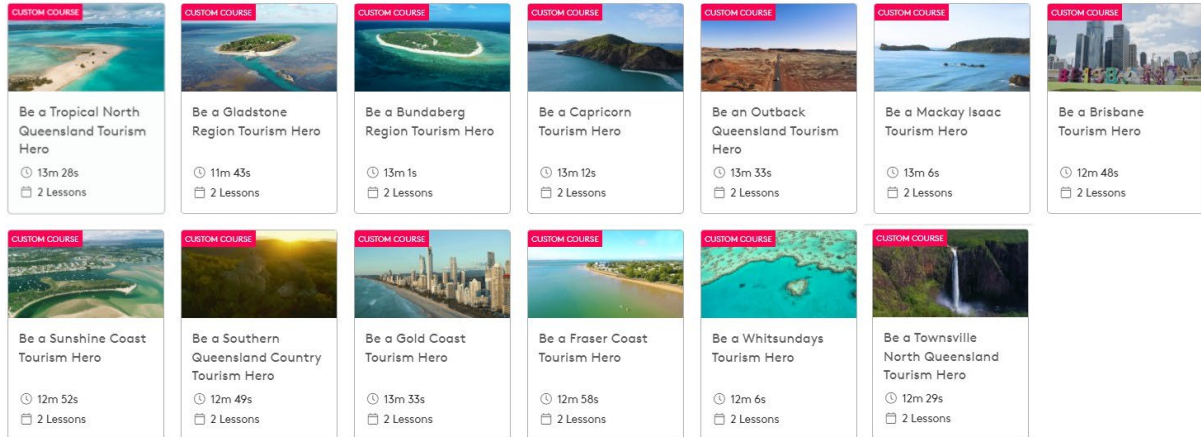 CUSTOM COURSE
Be a Tropical North
Queensland Tourism
Hero
13m 28s
2 Lessons
CUSTOM COURSE
Be a Gladstone
Region Tourism Hero
11m 43s
2 Lessons
CUSTOM COURSE
Be a Bundaberg
Region Tourism Hero
13m 1s
2 Lessons
CUSTOM COURSE
Be a Capricorn
Tourism Hero
13m 12s
2 Lessons
CUSTOM COURSE
Be an Outback
Queensland Tourism
Hero
13m 33s
2 Lessons
CUSTOM COURSE
Be a Mackay Isaac
Tourism Hero
13m 6s
2 Lessons
CUSTOM COURSE
BRISBANE
Be a Brisbane
Tourism Hero
12m 48s
2 Lessons
CUSTOM COURSE
Be a Sunshine Coast
Tourism Hero
12m 52s
2 Lessons
CUSTOM COURSE
Be a Southern
Queensland Country
Tourism Hero
12m 49s
2 Lessons
CUSTOM COURSE
Be a Gold Coast
Tourism Hero
13m 33s
2 Lessons
CUSTOM COURSE
Be a Fraser Coast
Tourism Hero
12m 58s
2 Lessons
CUSTOM COURSE
Be a Whitsundays
Tourism Hero
12m 6s
2 Lessons
CUSTOM COURSE
Be a Townsville
North Queensland
Tourism Hero
12m 29s
2 Lessons